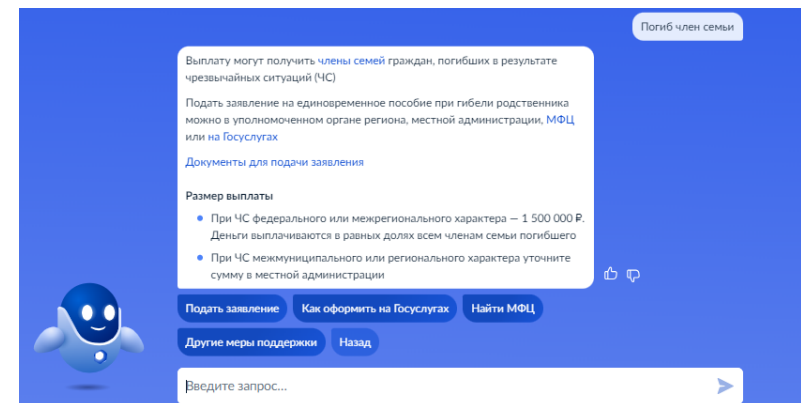 Погиб член семьи
Выплату могут получить члены семей граждан, погибших в результате
чрезвычайных ситуаций (ЧС)
Подать заявление на единовременное пособие при гибели родственника
можно в уполномоченном органе региона, местной администрации, МФЦ
или на Госуслугах
Документы для подачи заявления
Размер выплаты
• При ЧС федерального или межрегионального характера — 1 500 000 ₽.
Деньги выплачиваются в равных долях всем членам семьи погибшего
• При ЧС межмуниципального или регионального характера уточните
сумму в местной администрации
Подать заявление Как оформить на Госуслугах Найти МФЦ
Другие меры поддержки Назад
Введите запрос...